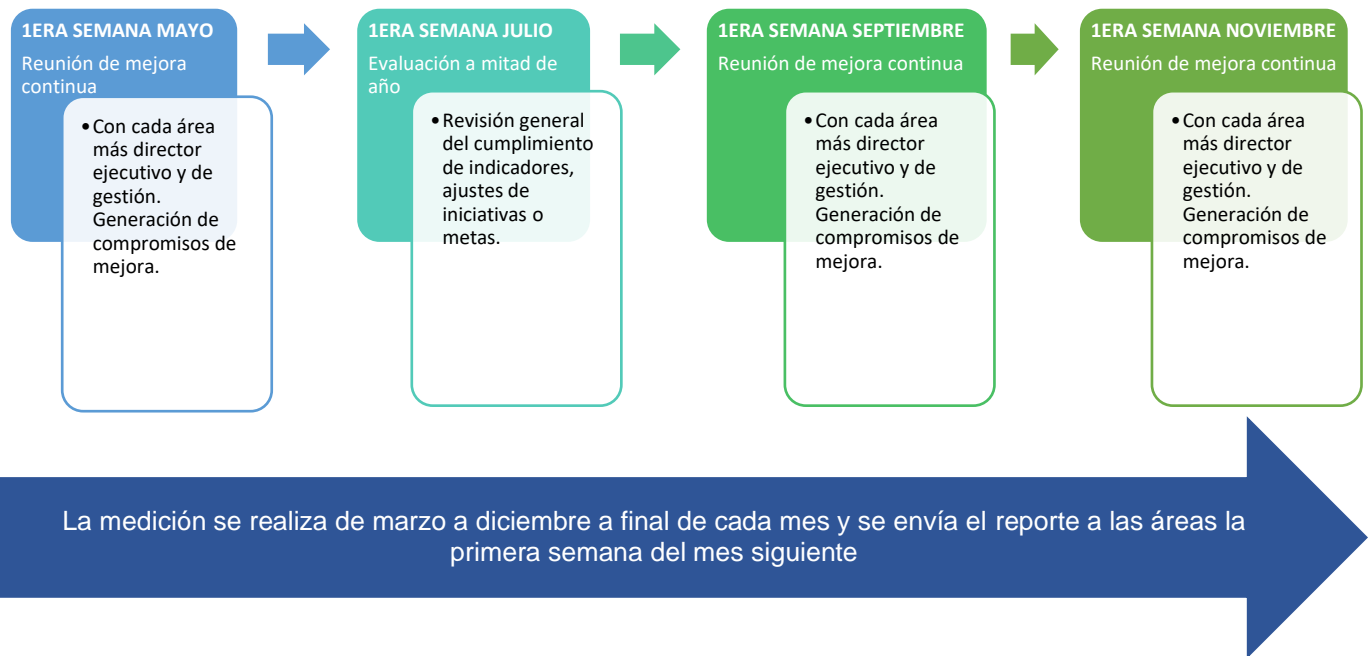 1ERA SEMANA MAYO
Reunión de mejora
continua
•Con cada área
más director
ejecutivo y de
gestión.
Generación de
compromisos de
mejora.
1ERA SEMANA JULIO
Evaluación a mitad de
año
•Revisión general
del cumplimiento
de indicadores,
ajustes de
iniciativas o
metas.
1ERA SEMANA SEPTIEMBRE
Reunión de mejora continua
•Con cada área
más director
ejecutivo y de
gestión.
Generación de
compromisos de
mejora.
1ERA SEMANA NOVIEMBRE
Reunión de mejora continua
•Con cada área
más director
ejecutivo y de
gestión.
Generación de
compromisos de
mejora.
La medición se realiza de marzo a diciembre a final de cada mes y se envía el reporte a las áreas la
primera semana del mes siguiente